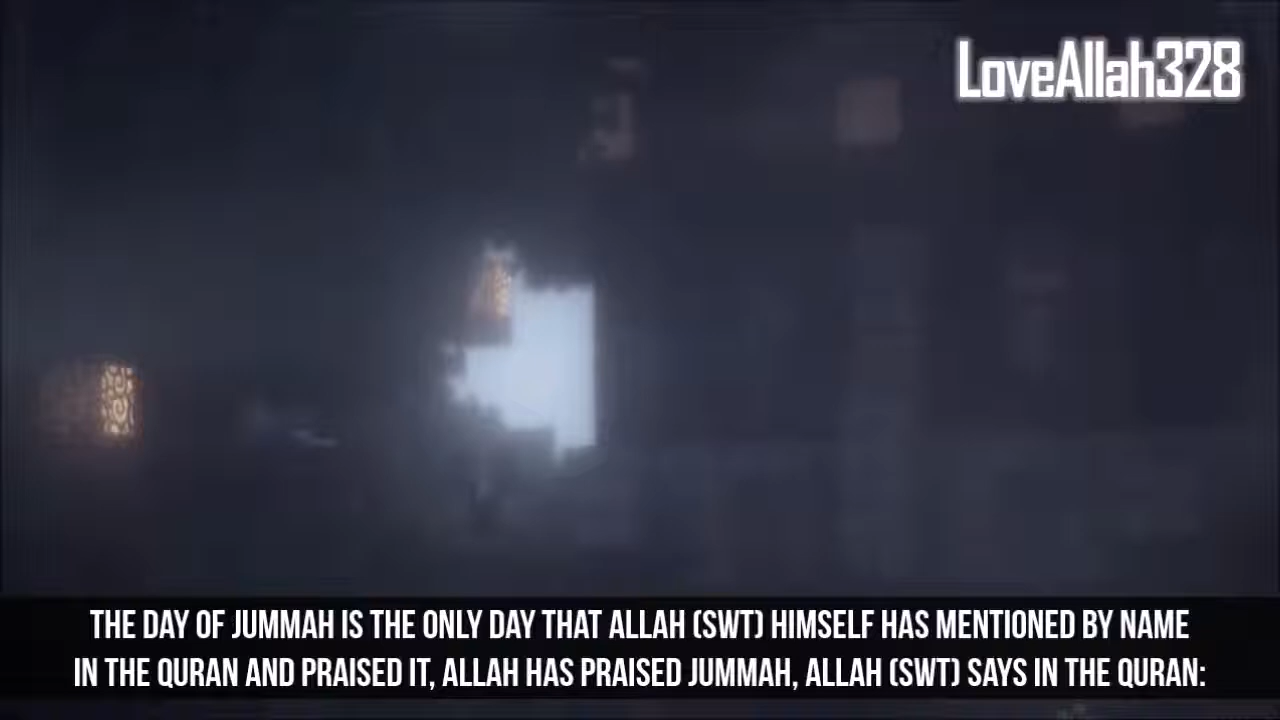 LoveAllah328
THE DAY OF JUMMAH IS THE ONLY DAY THAT ALLAH (SWT) HIMSELF HAS MENTIONED BY NAME
IN THE QURAN AND PRAISED IT, ALLAH HAS PRAISED JUMMAH, ALLAH (SWT) SAYS IN THE QURAN: